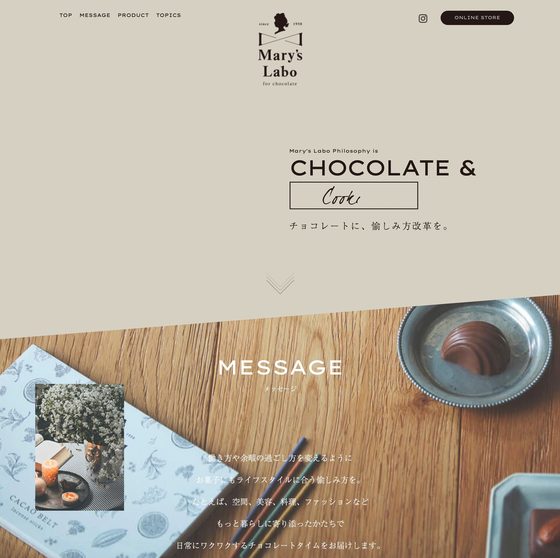 TOP MESSAGE PRODUCT TOPICS
since 1950
Mary's
Labo
for chocolate
ONLINE STORE
Mary's Labo Philosophy is
CHOCOLATE &
Cook
チョコレートに、愉しみ方改革を。
MESSAGE
メッセージ
働き方や余暇の過ごし方を変えるように
お菓子にもライフスタイルに合う愉しみ方を。
たとえば、空間、美容、料理、ファッションなど
もっと暮らしに寄り添ったかたちで
日常にワクワクするチョコレートタイムをお届けします。
CACAO BELT
incense sticks